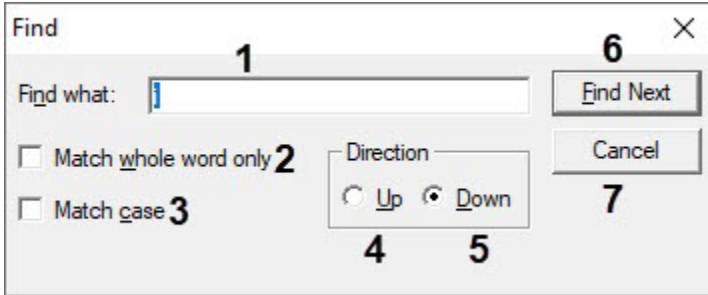 Find
1
6
Find what:
Find Next
Match whole word only 2
Direction
Cancel
Match case 3
Up
Down
7
4
5